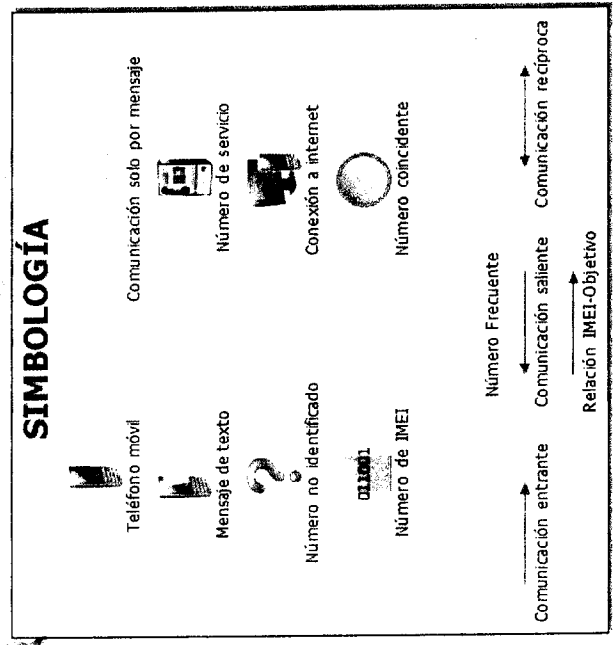 SIMBOLOGÍA
Teléfono móvil
Comunicación solo por mensaje
Mensaje de texto
Número de servicio
Número no identificado
Conexión a internet
011001
Número de IMEI
Número coincidente
Número Frecuente
Comunicación entrante
Comunicación saliente
Comunicación recíproca
Relación IMEI-Objetivo